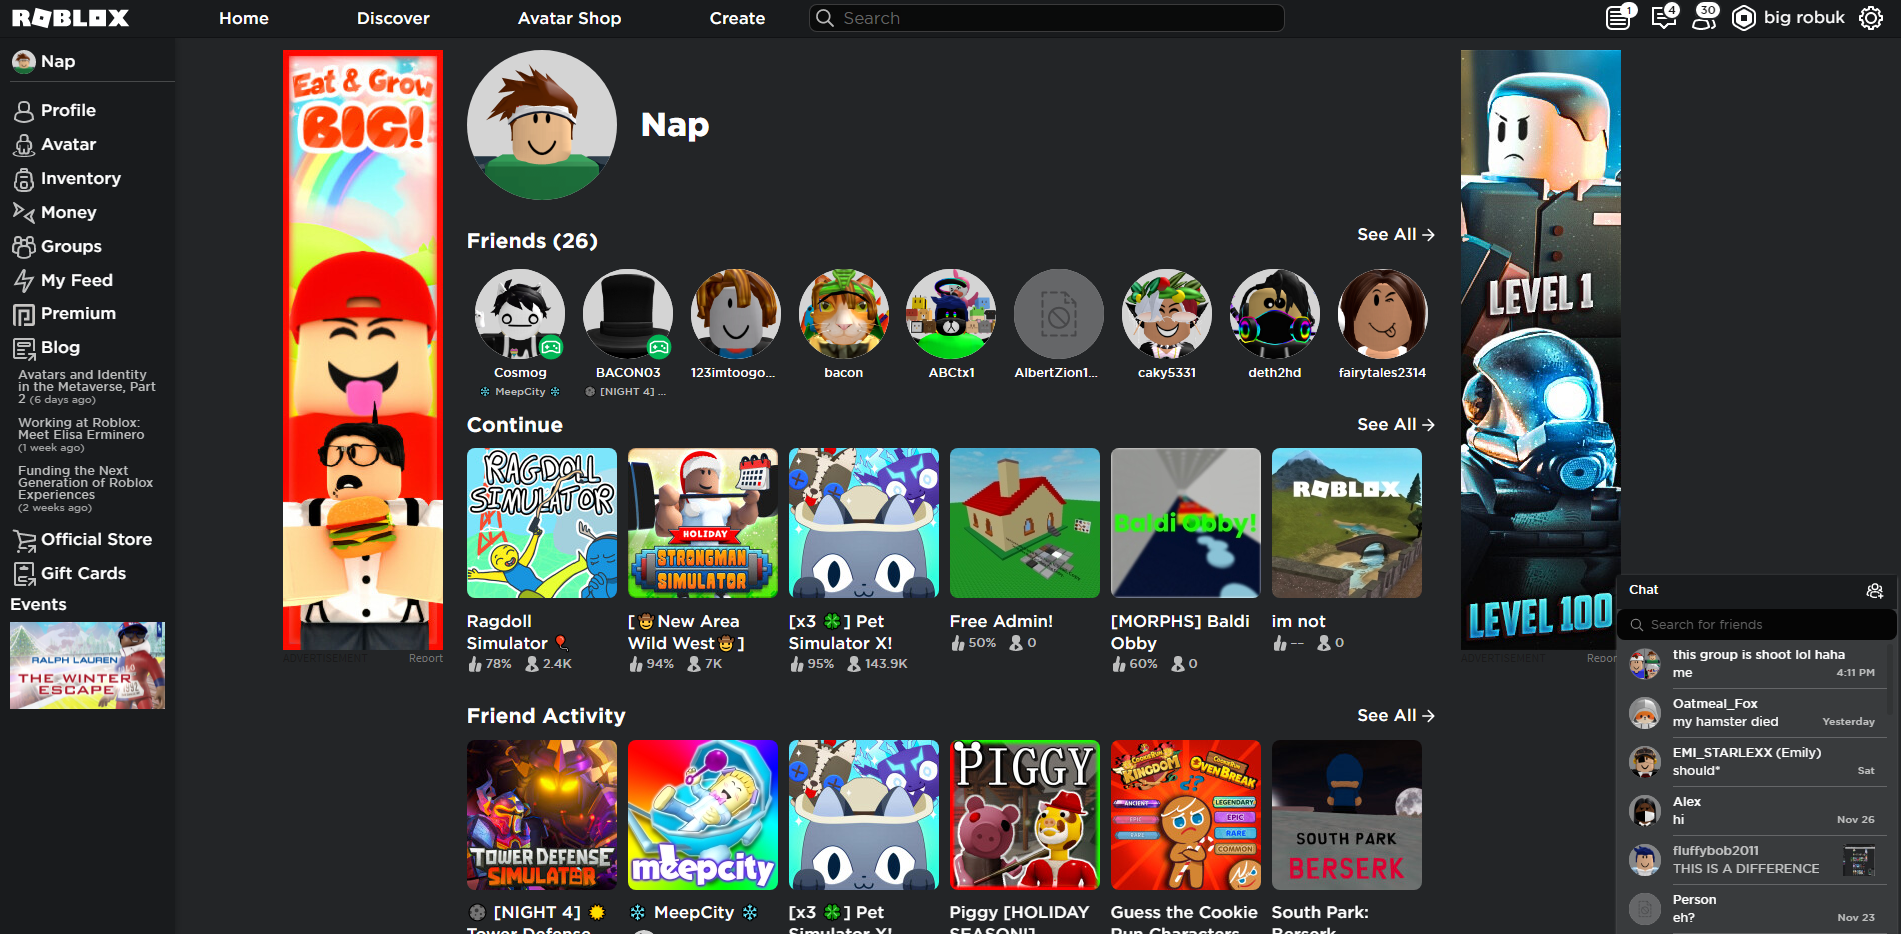 ROBLOX
Home
Discover
Avatar Shop
Create
Search
1
4
30
big robuk
Nap
Profile
Avatar
Inventory
Money
Groups
My Feed
Premium
Blog
Avatars and Identity
in the Metaverse, Part
2 (6 days ago)
Working at Roblox:
Meet Elisa Erminero
(1 week ago)
Funding the Next
Generation of Roblox
Experiences
(2 weeks ago)
Official Store
Gift Cards
Events
RALPH LAUREN
THE WINTER
ESCAPE
1992
Eat & Grow
BIG!
ADVERTISEMENT
Report
Nap
Friends (26)
See All →
Cosmog
❄ MeepCity ❄
BACON03
[NIGHT 4] ...
123imtoogo...
bacon
ABCtx1
AlbertZion1...
caky5331
deth2hd
fairytales2314
Continue
See All →
RAGDOLL
SIMULATOR
HOLIDAY
STRONGMAN
SIMULATOR
Baldi Obby!
ROBLOX
Ragdoll
Simulator 🎈
78% 2.4K
[🤠New Area
Wild West🤠]
94% 7K
[x3 🍀] Pet
Simulator X!
95% 143.9K
Free Admin!
50% 0
[MORPHS] Baldi
Obby
60% 0
im not
-- 0
Friend Activity
See All →
TOWER DEFENSE
SIMULATOR
meepcity
PIGGY
COOKIERUN
KINGDOM
COOKIERUN
OVENBREAK
ANCIENT
EPIC
RARE
LEGENDARY
EPIC
RARE
COMMON
SOUTH PARK
BERSERK
[NIGHT 4]
Tower Defense
❄ MeepCity ❄
[x3 🍀] Pet
Simulator X!
Piggy [HOLIDAY
SEASON!]
Guess the Cookie
Run Characters
South Park:
Berserk
LEVEL 1
LEVEL 100
ADVERTISEMENT
Repor
Chat
Search for friends
this group is shoot lol haha
me
4:11 PM
Oatmeal_Fox
my hamster died
Yesterday
EMI_STARLEXX (Emily)
should*
Sat
Alex
hi
Nov 26
fluffybob2011
THIS IS A DIFFERENCE
Person
eh?
Nov 23